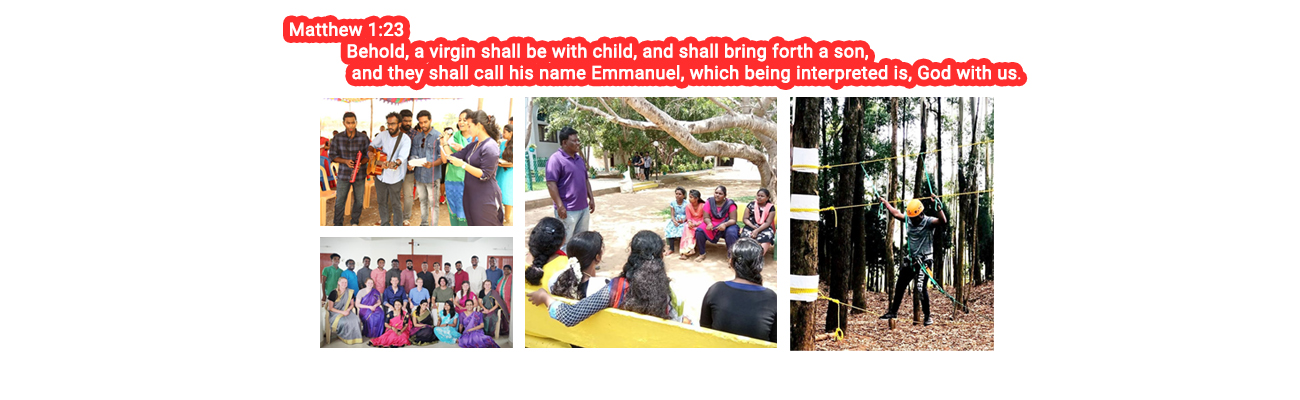 Matthew 1:23
Behold, a virgin shall be with child, and shall bring forth a son,
and they shall call his name Emmanuel, which being interpreted is, God with us.